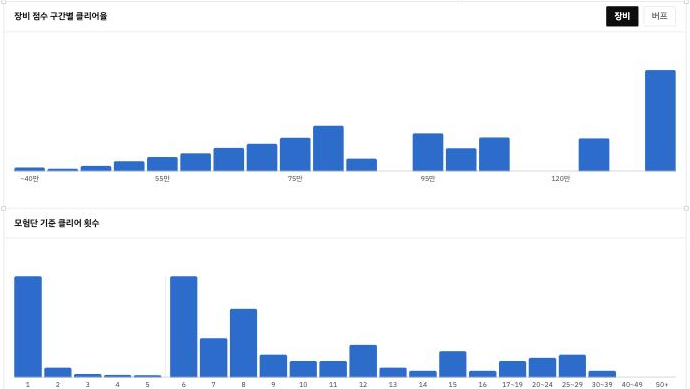 장비 점수 구간별 클리어율
장비 버프
~40만 55만 75만 95만 120만
모험단 기준 클리어 횟수
1 2 3 4 5 6 7 8 9 10 11 12 13 14 15 16 17~19 20~24 25~29 30~39 40~49 50+